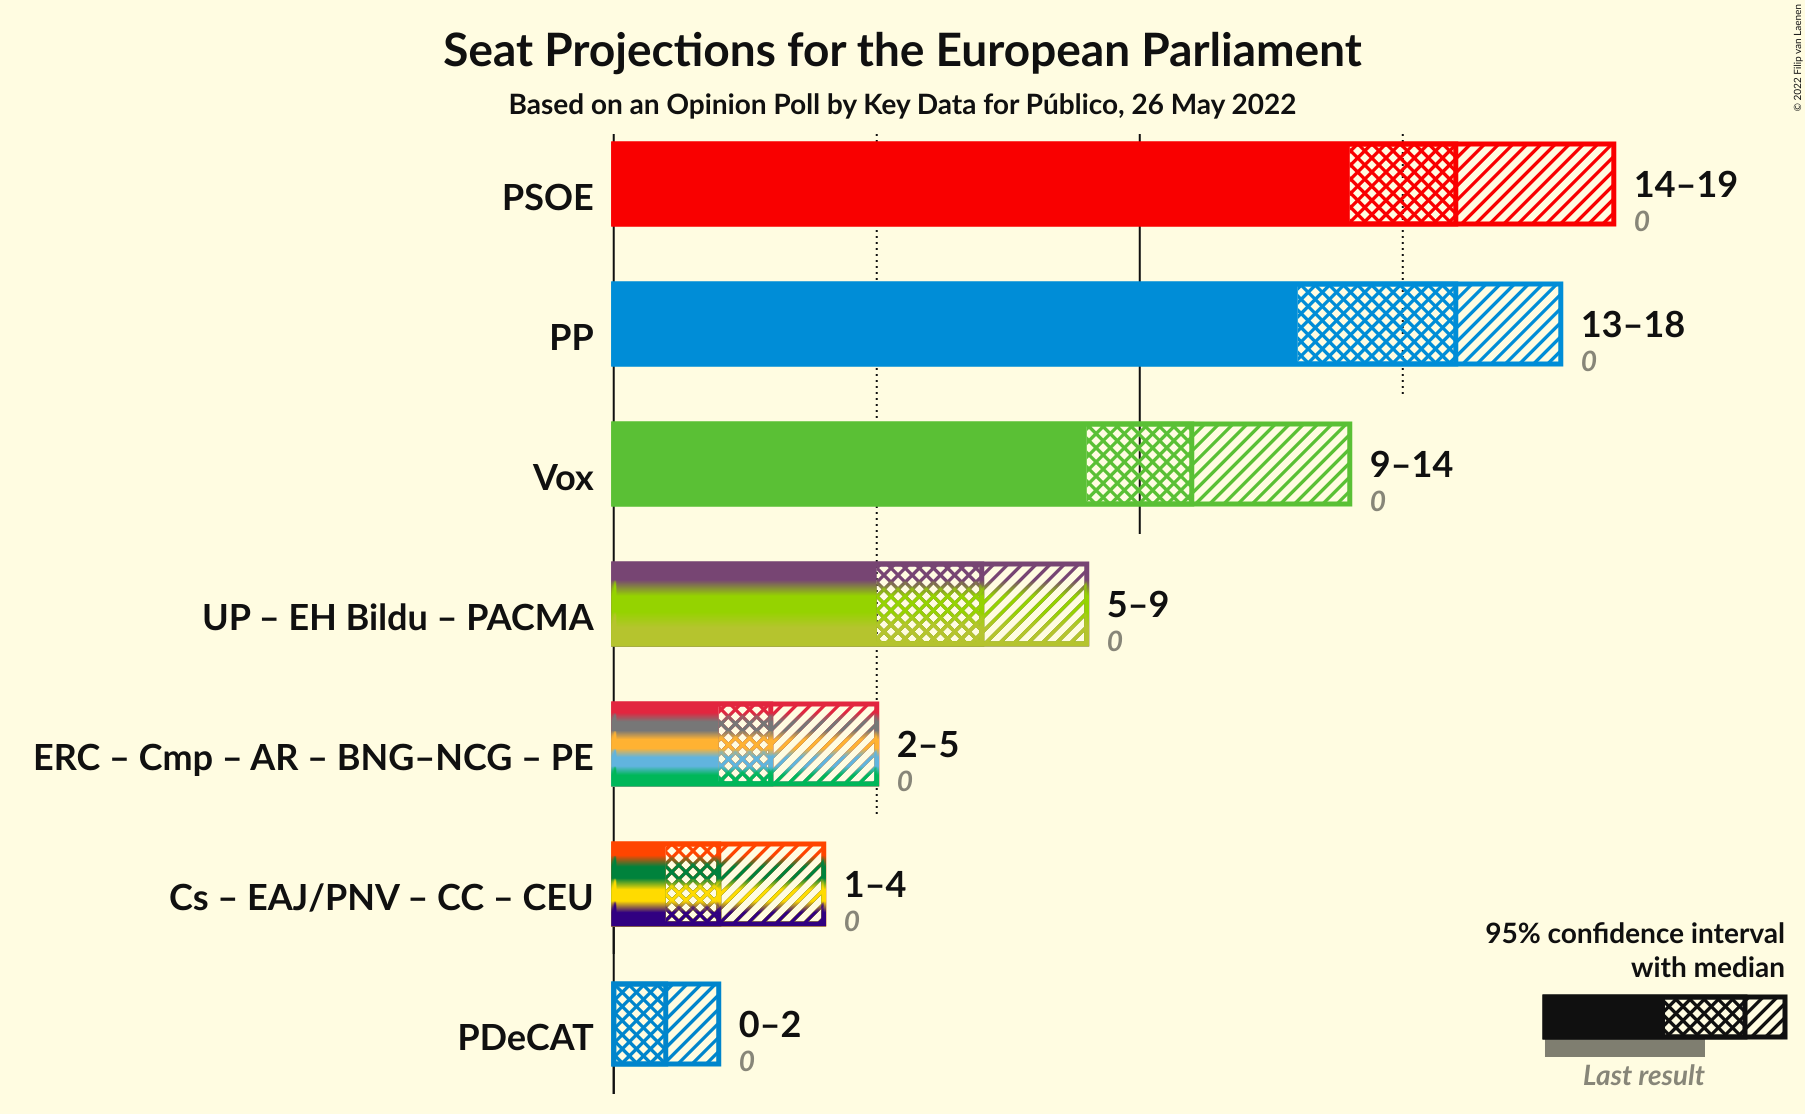 Seat Projections for the European Parliament
Based on an Opinion Poll by Key Data for Público, 26 May 2022
© 2022 Filip van Laenen
PSOE
14–19
0
PP
13–18
0
Vox
9–14
0
UP – EH Bildu – PACMA
5–9
0
ERC – Cmp – AR – BNG–NCG – PE
2–5
0
Cs – EAJ/PNV – CC – CEU
1–4
0
PDeCAT
0–2
0
95% confidence interval
with median
Last result